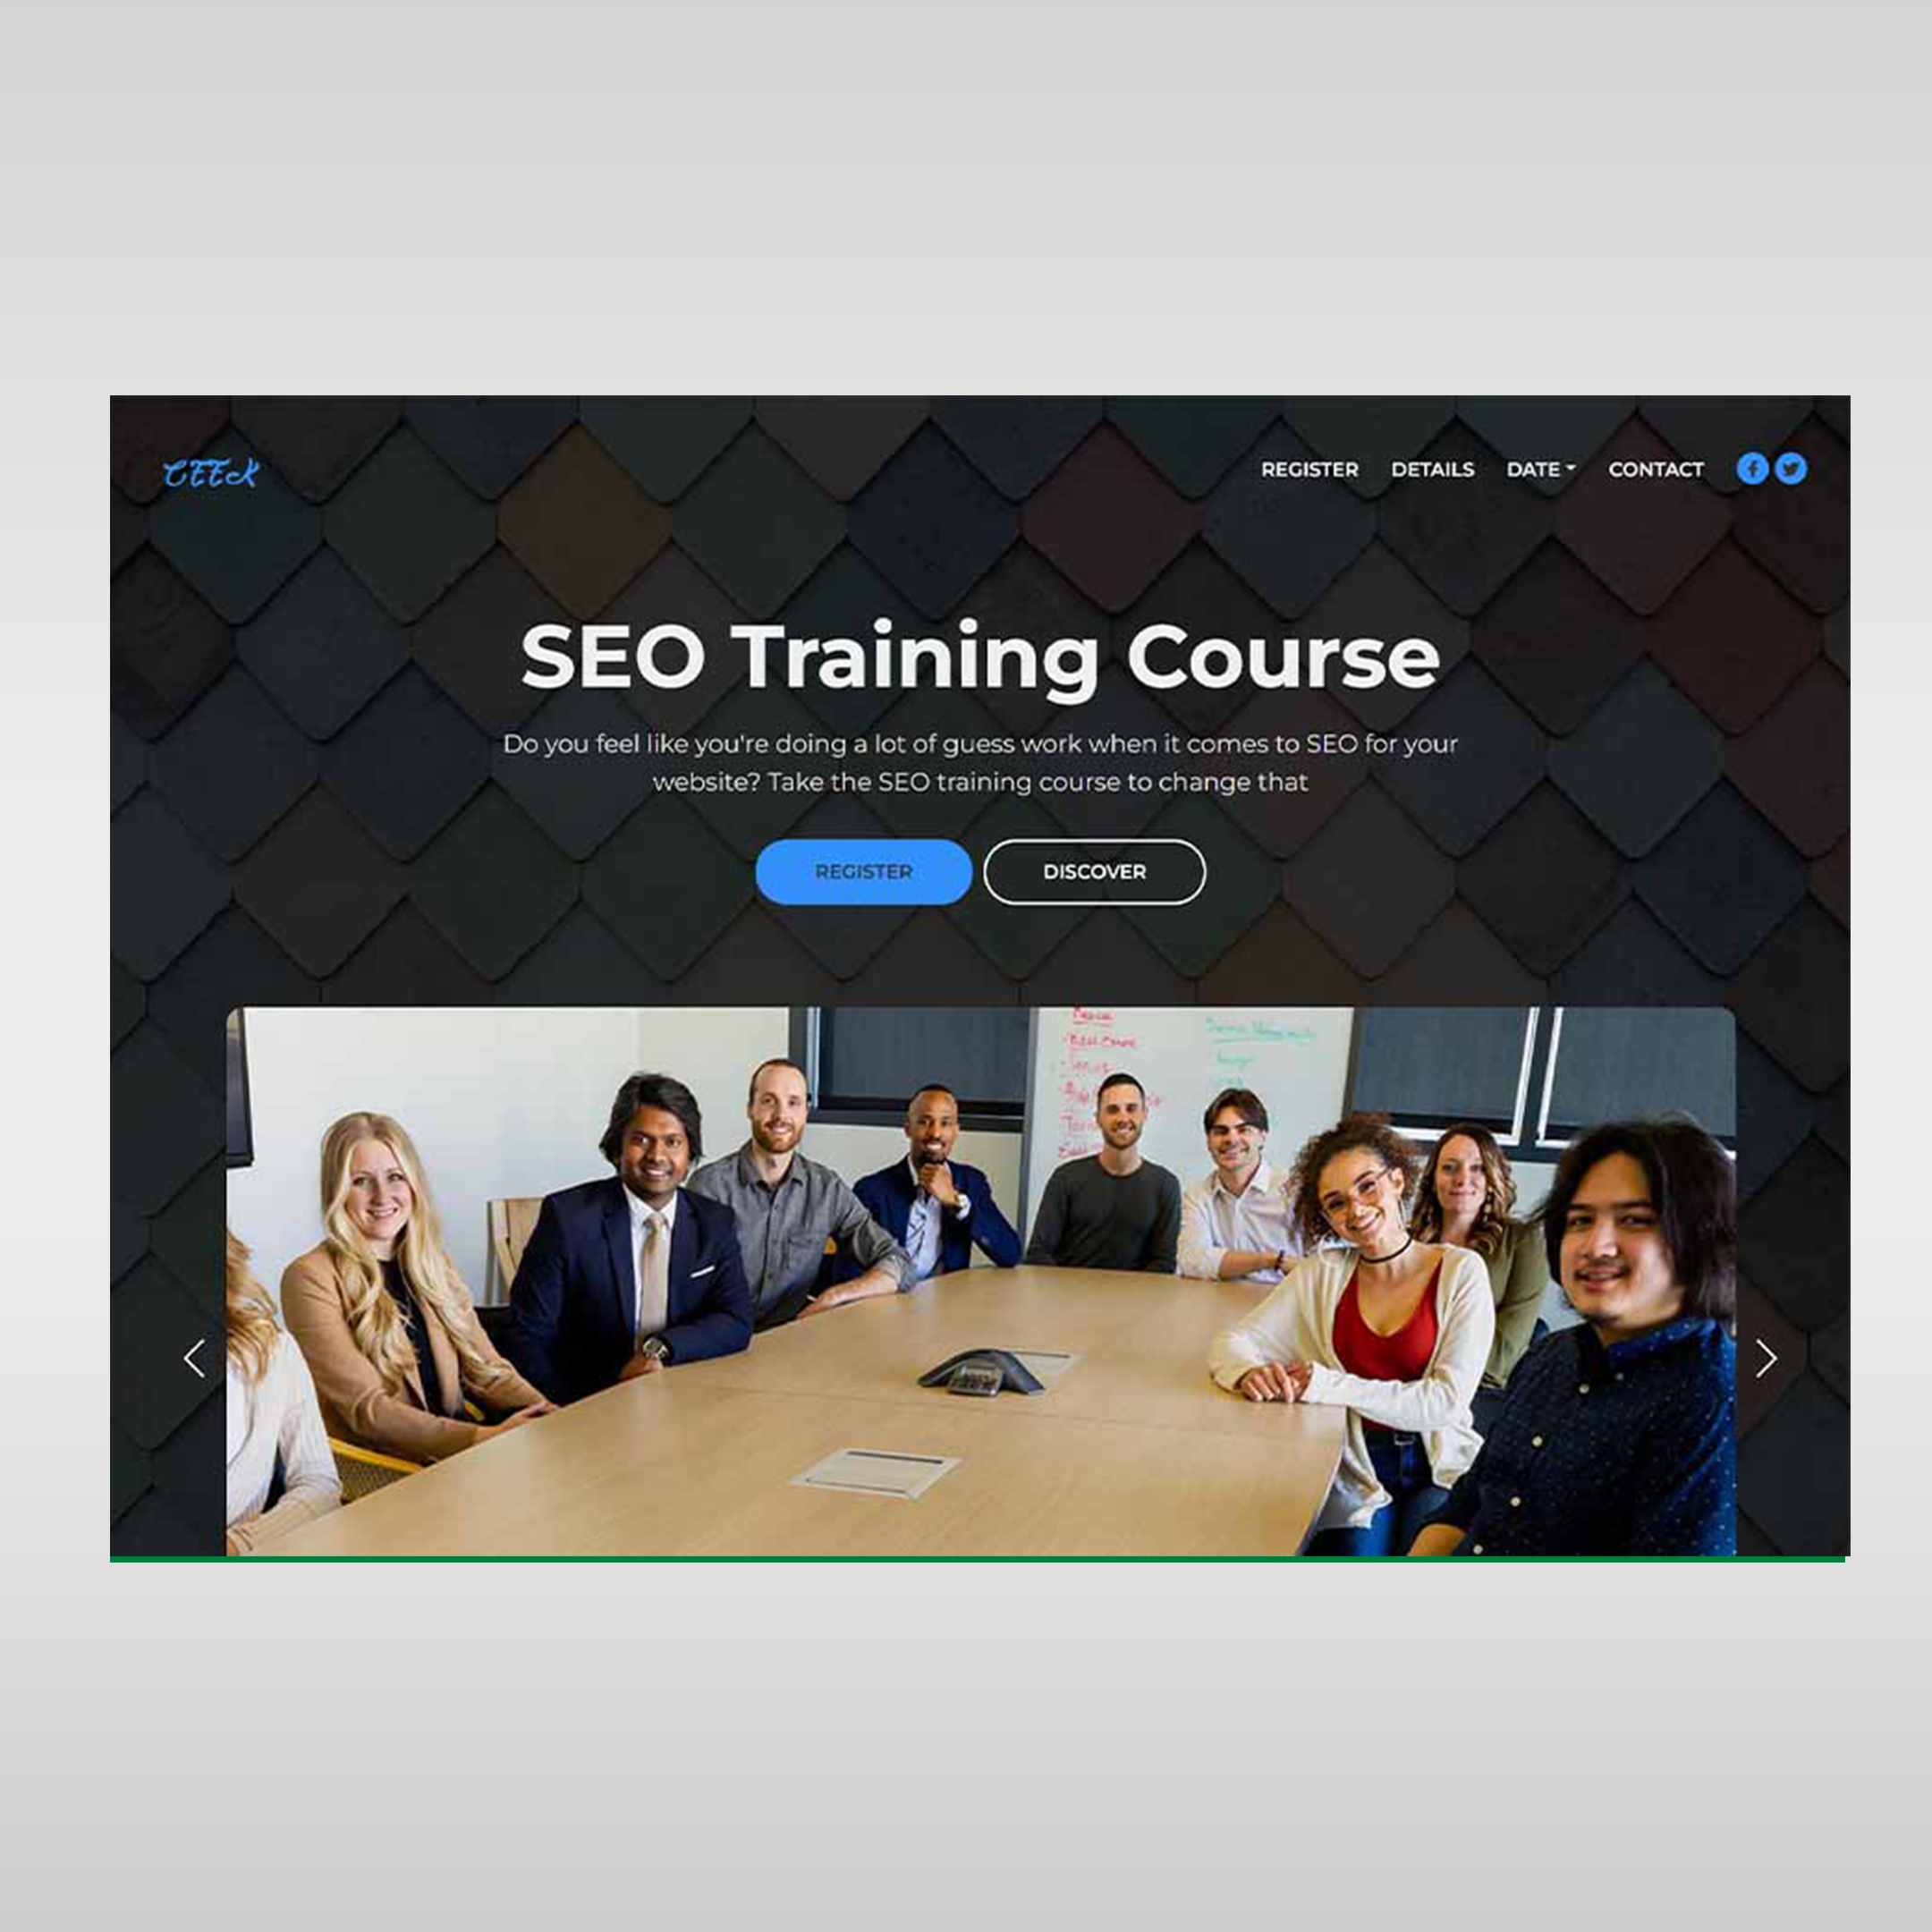 CEEK
REGISTER DETAILS DATE CONTACT
SEO Training Course
Do you feel like you're doing a lot of guess work when it comes to SEO for your
website? Take the SEO training course to change that
REGISTER DISCOVER